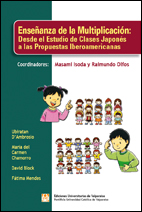 Enseñanza de la Multiplicación:
Desde el Estudio de Clases Japonés
a las Propuestas Iberoamericanas
Coordinadores:
Masami Isoda y Raimundo Olfos
Ubiratan
D'Ambrosio
María del
Carmen
Chamorro
David Block
Fátima Mendes
Ediciones Universitarias de Valparaíso
Pontificia Universidad Católica de Valparaíso